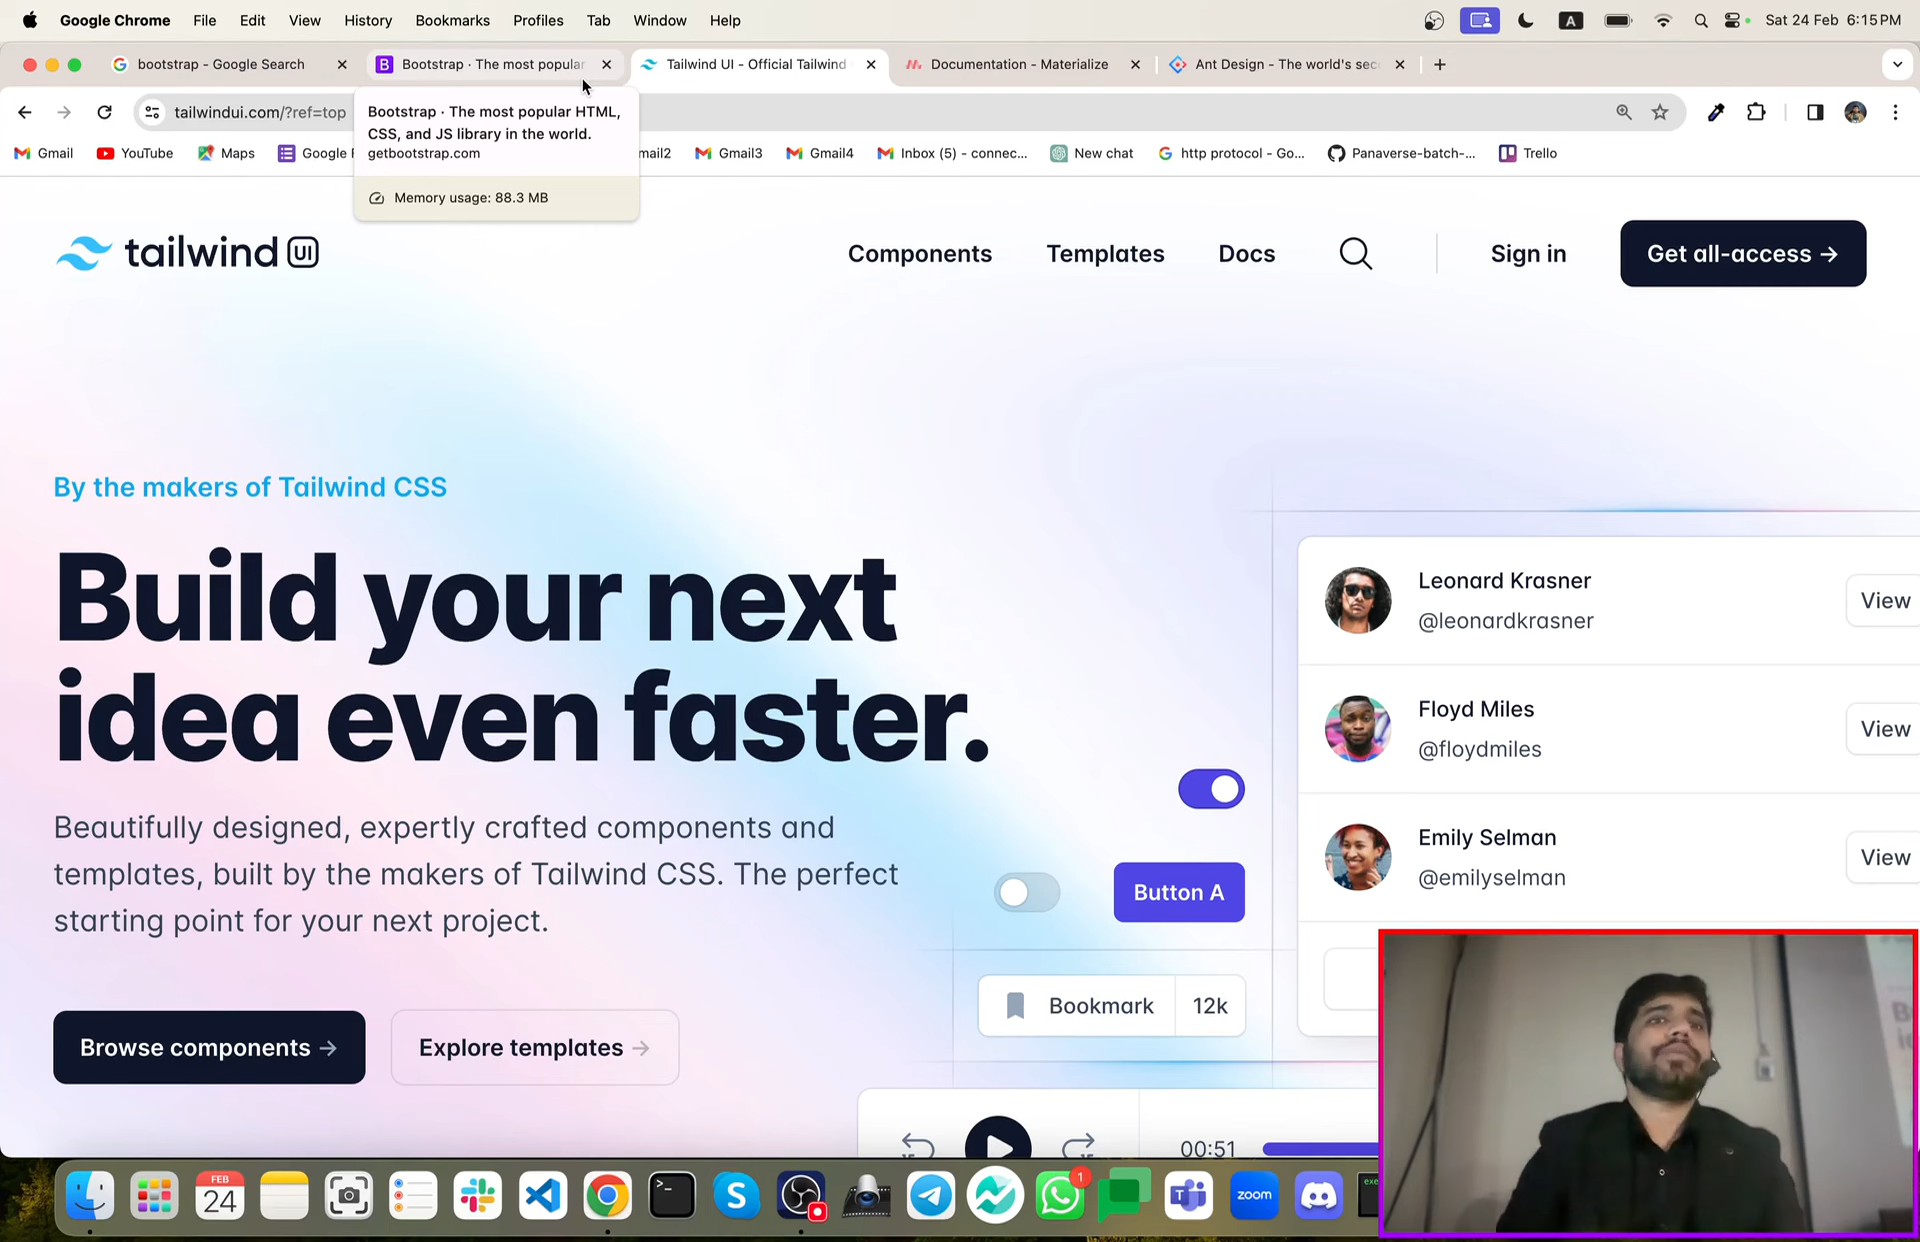 Google Chrome File Edit View History Bookmarks Profiles Tab Window Help A Sat 24 Feb 6:15 PM
bootstrap - Google Search B Bootstrap · The most popular Tailwind UI - Official Tailwind Documentation - Materialize Ant Design - The world's sec
tailwindui.com/?ref=top
Bootstrap · The most popular HTML,
CSS, and JS library in the world.
getbootstrap.com
Memory usage: 88.3 MB
Gmail YouTube Maps Google mail2 Gmail3 Gmail4 Inbox (5) - connec... New chat http protocol - Go... Panaverse-batch-... Trello
tailwind UI
Components Templates Docs Sign in Get all-access →
By the makers of Tailwind CSS
Build your next
idea even faster.
Beautifully designed, expertly crafted components and
templates, built by the makers of Tailwind CSS. The perfect
starting point for your next project.
Browse components →
Explore templates →
Leonard Krasner
@leonardkrasner
View
Floyd Miles
@floydmiles
View
Emily Selman
@emilyselman
View
Button A
Bookmark 12k
00:51
FEB
24
S
1
zoom
exe